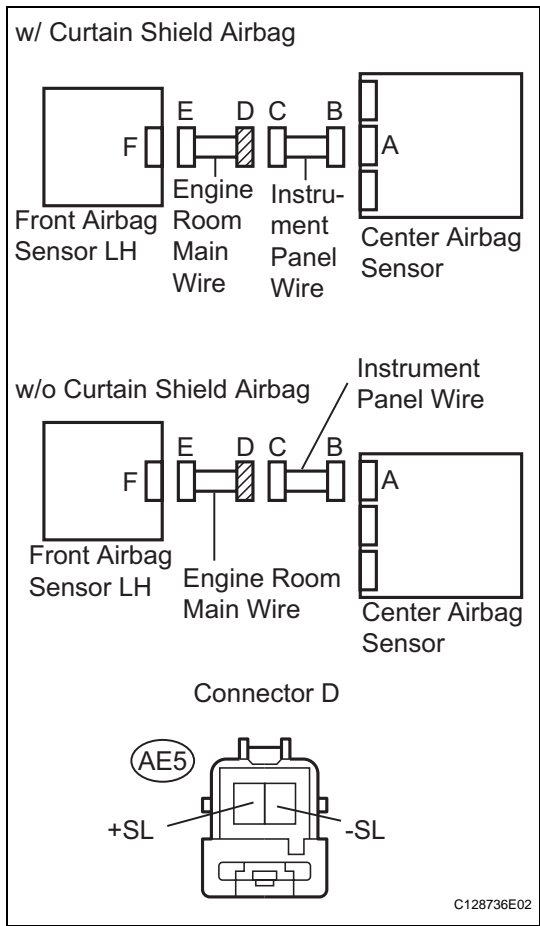 w/ Curtain Shield Airbag
E D C B
F
A
Engine
Room
Main
Wire
Instru-
ment
Panel
Wire
Front Airbag
Sensor LH
Center Airbag
Sensor
w/o Curtain Shield Airbag
Instrument
Panel Wire
E D C B
F
A
Front Airbag
Sensor LH
Engine Room
Main Wire
Center Airbag
Sensor
Connector D
AE5
+SL
-SL
C128736E02